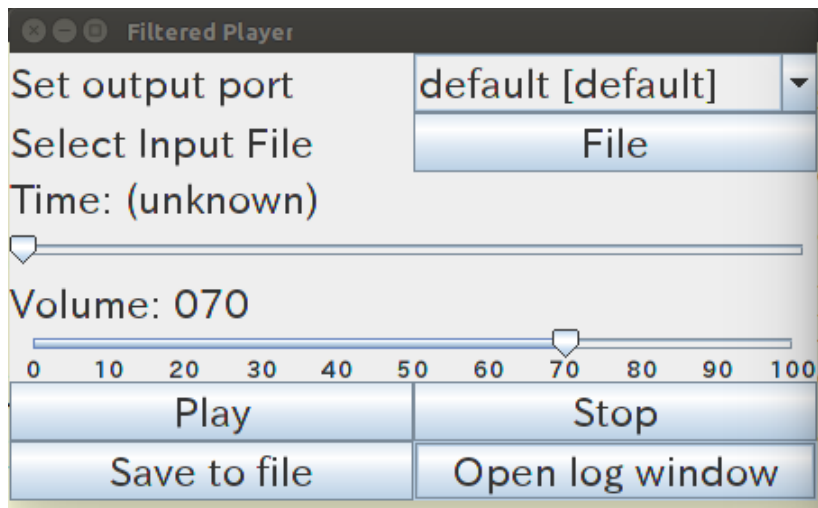 Filtered Player
Set output port default [default]
Select Input File File
Time: (unknown)
Volume: 070
0 10 20 30 40 50 60 70 80 90 100
Play Stop
Save to file Open log window